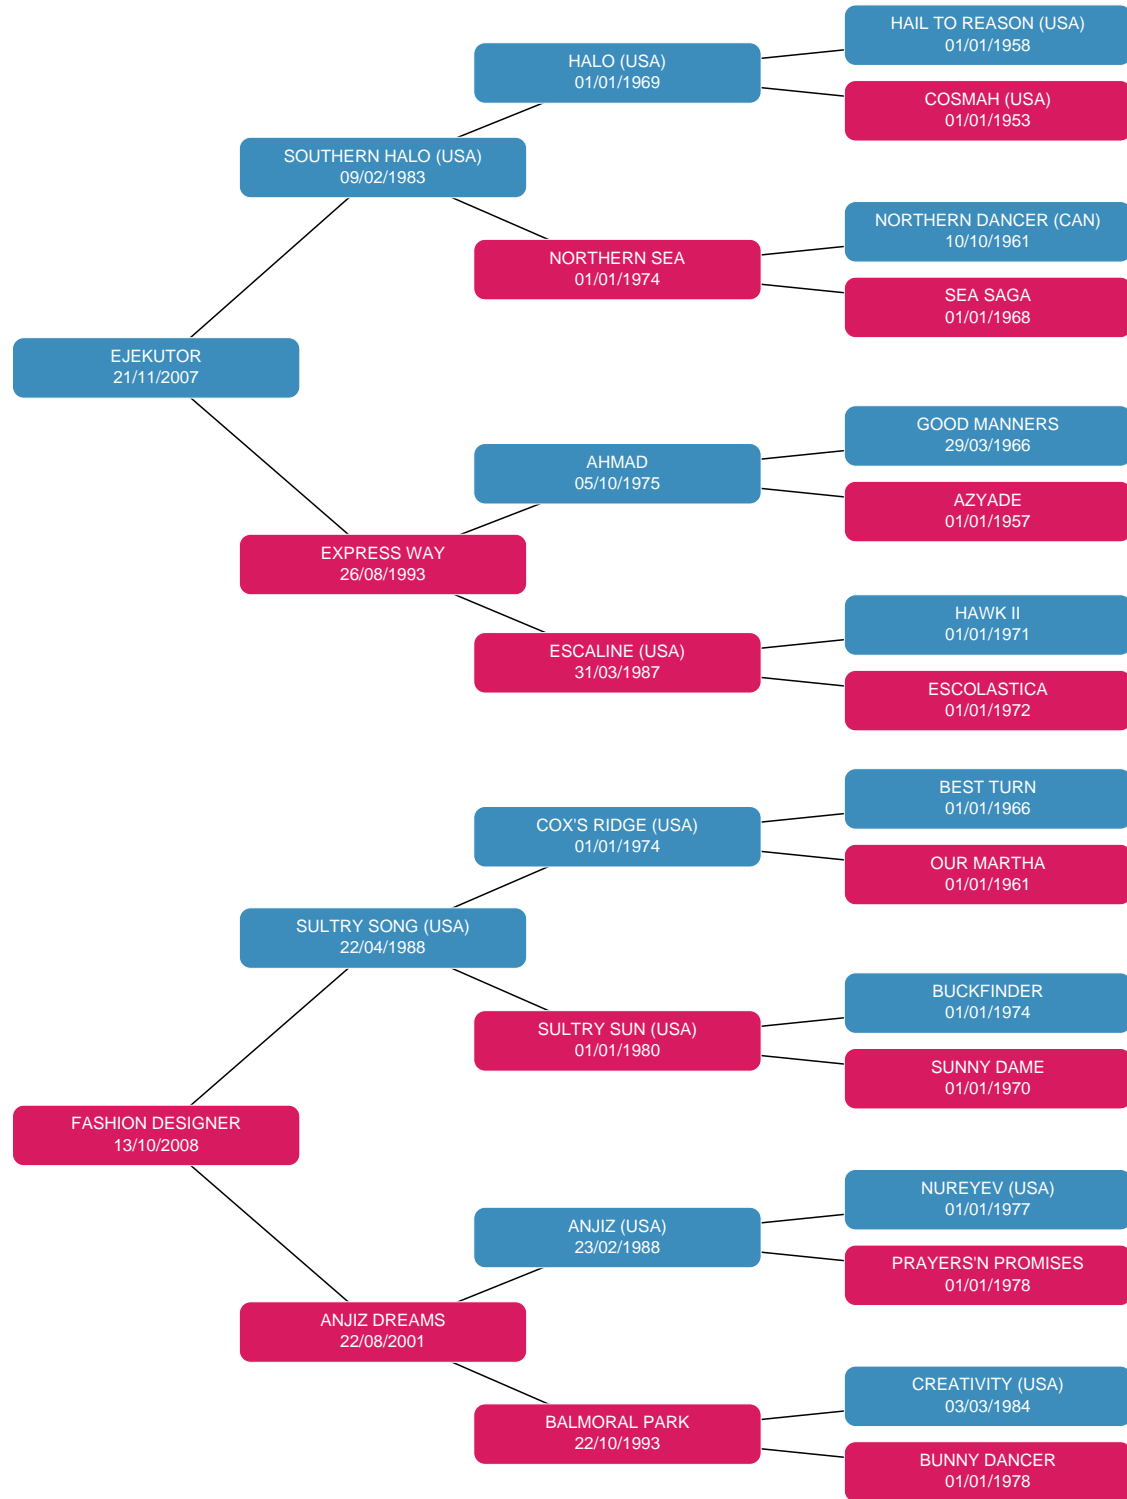 HAIL TO REASON (USA)
01/01/1958
HALO (USA)
01/01/1969
COSMAH (USA)
01/01/1953
SOUTHERN HALO (USA)
09/02/1983
NORTHERN DANCER (CAN)
10/10/1961
NORTHERN SEA
01/01/1974
SEA SAGA
01/01/1968
EJEKUTOR
21/11/2007
GOOD MANNERS
29/03/1966
AHMAD
05/10/1975
AZYADE
01/01/1957
EXPRESS WAY
26/08/1993
HAWK II
01/01/1971
ESCALINE (USA)
31/03/1987
ESCOLASTICA
01/01/1972
BEST TURN
01/01/1966
COX'S RIDGE (USA)
01/01/1974
OUR MARTHA
01/01/1961
SULTRY SONG (USA)
22/04/1988
BUCKFINDER
01/01/1974
SULTRY SUN (USA)
01/01/1980
SUNNY DAME
01/01/1970
FASHION DESIGNER
13/10/2008
NUREYEV (USA)
01/01/1977
ANJIZ (USA)
23/02/1988
PRAYERS'N PROMISES
01/01/1978
ANJIZ DREAMS
22/08/2001
CREATIVITY (USA)
03/03/1984
BALMORAL PARK
22/10/1993
BUNNY DANCER
01/01/1978